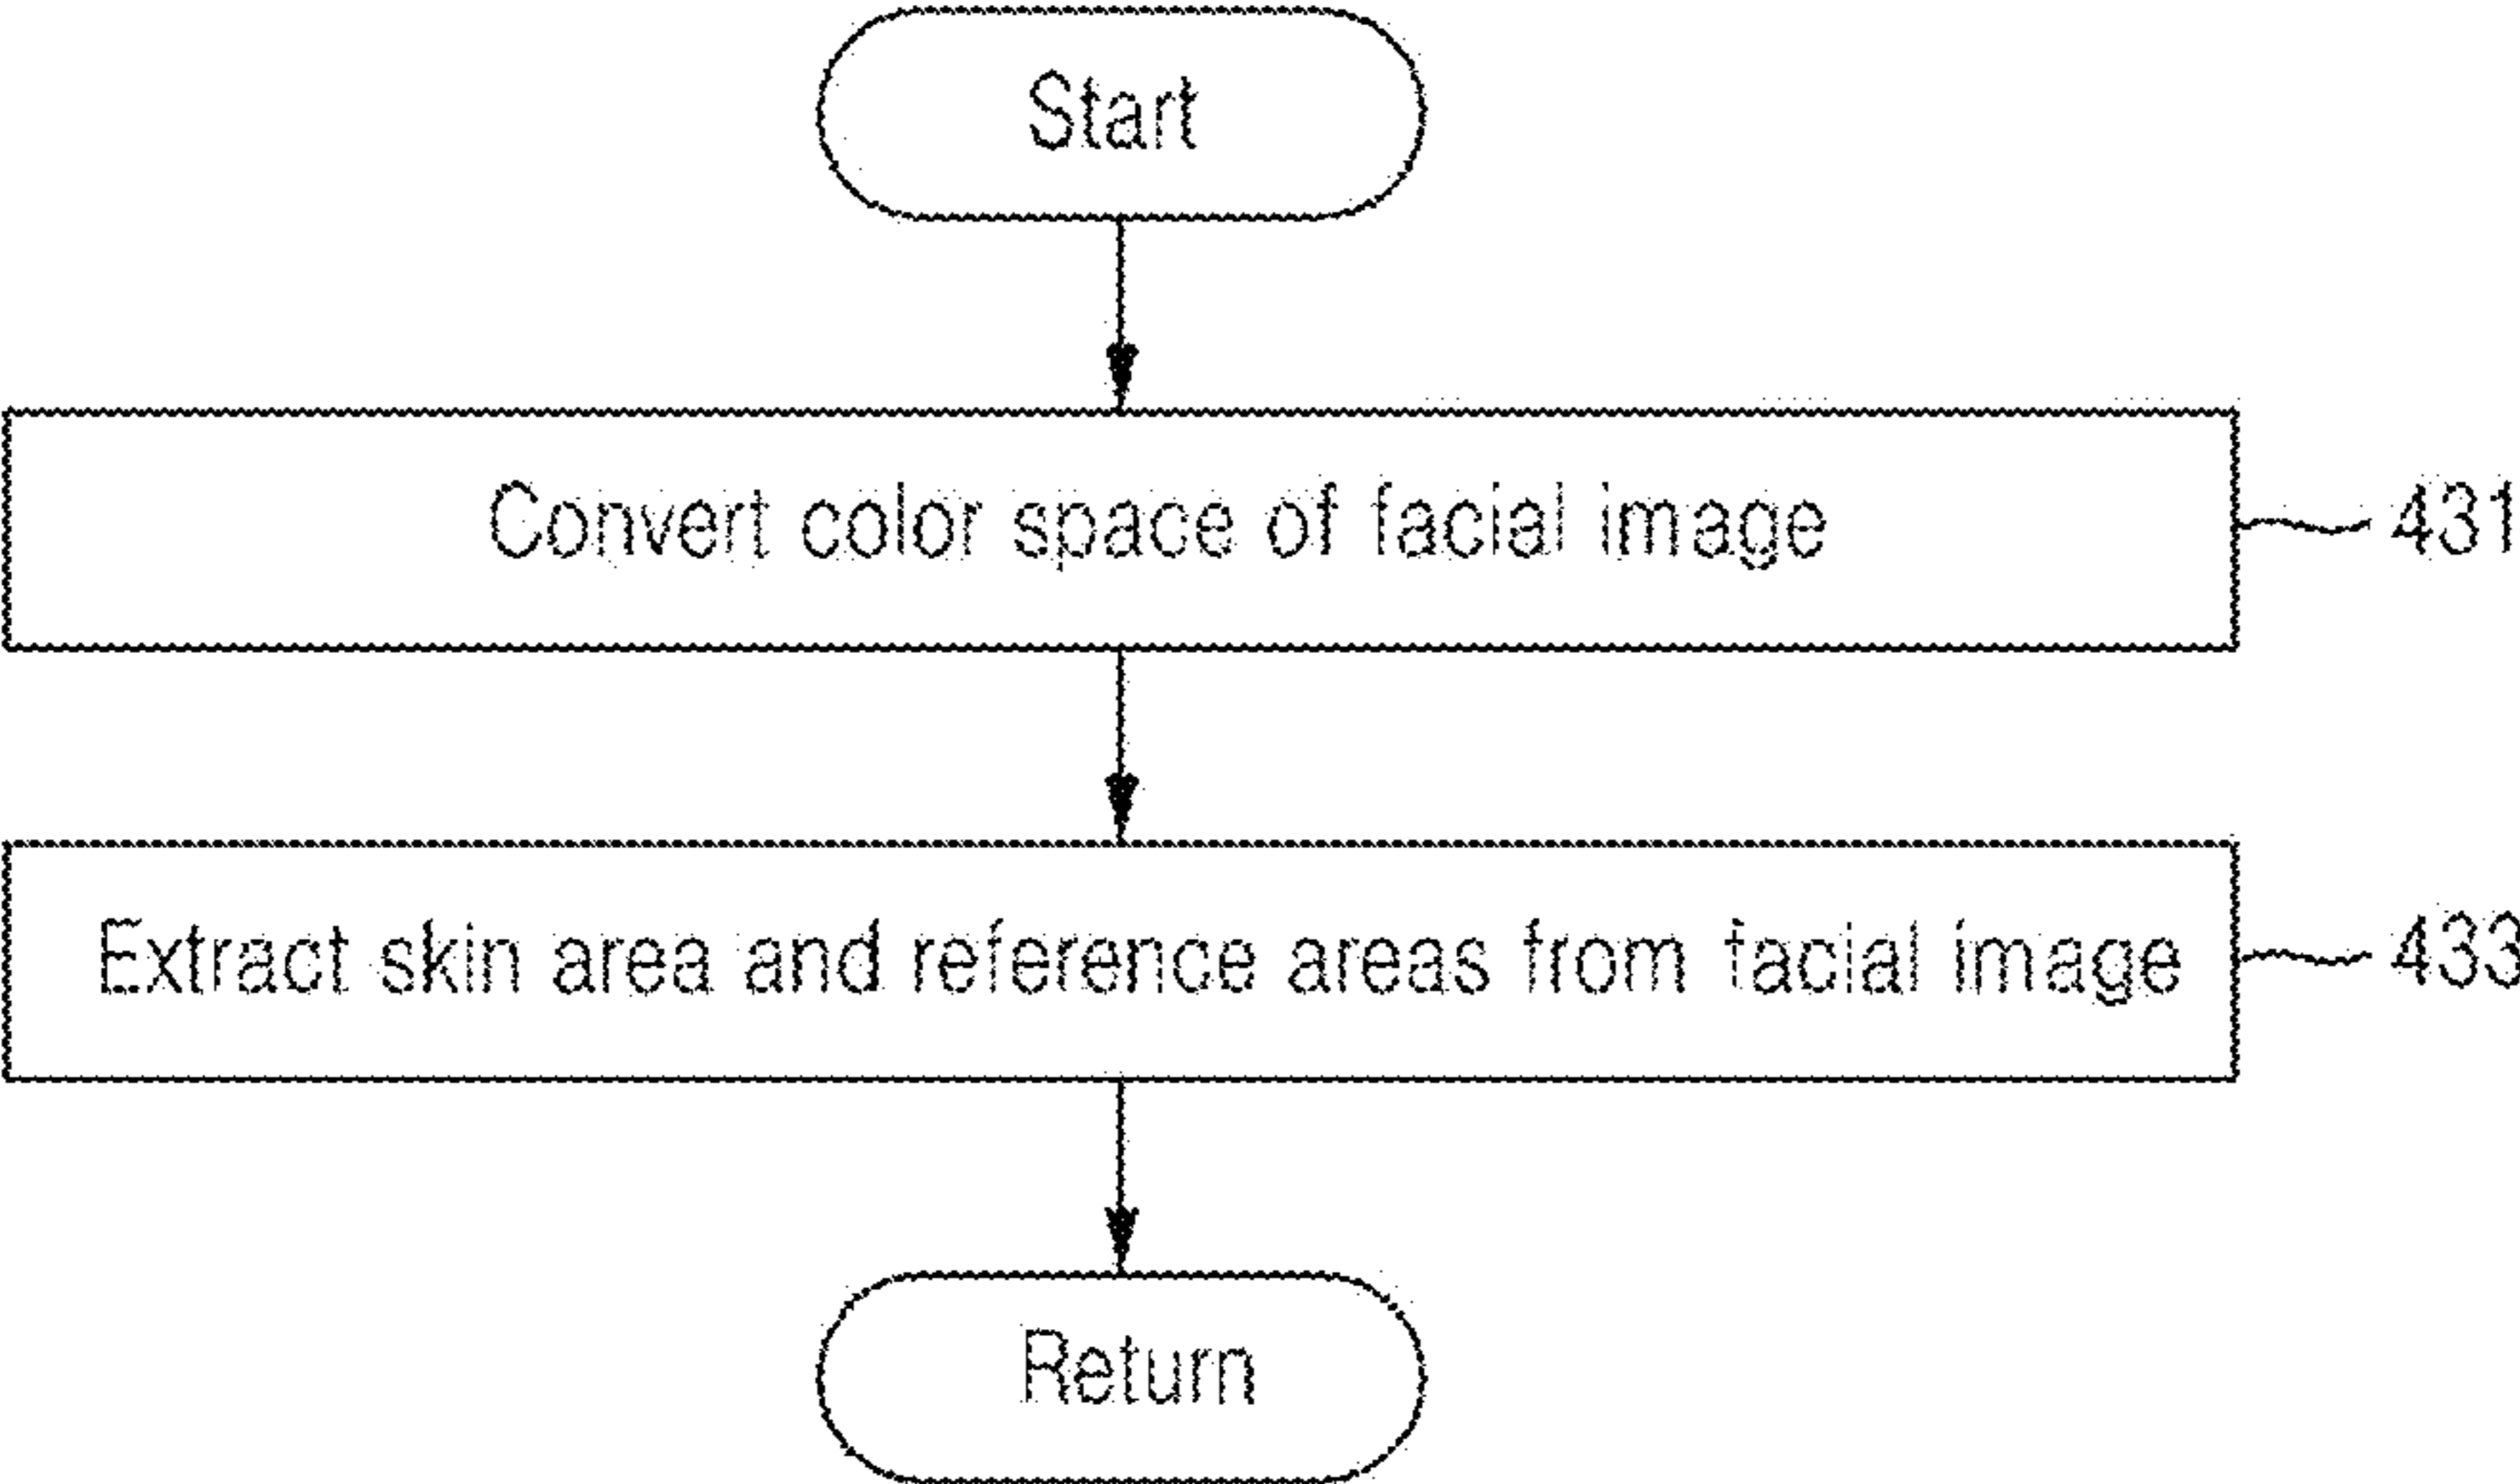 Start
Convert color space of facial image
431
Extract skin area and reference areas from facial image
433
Return